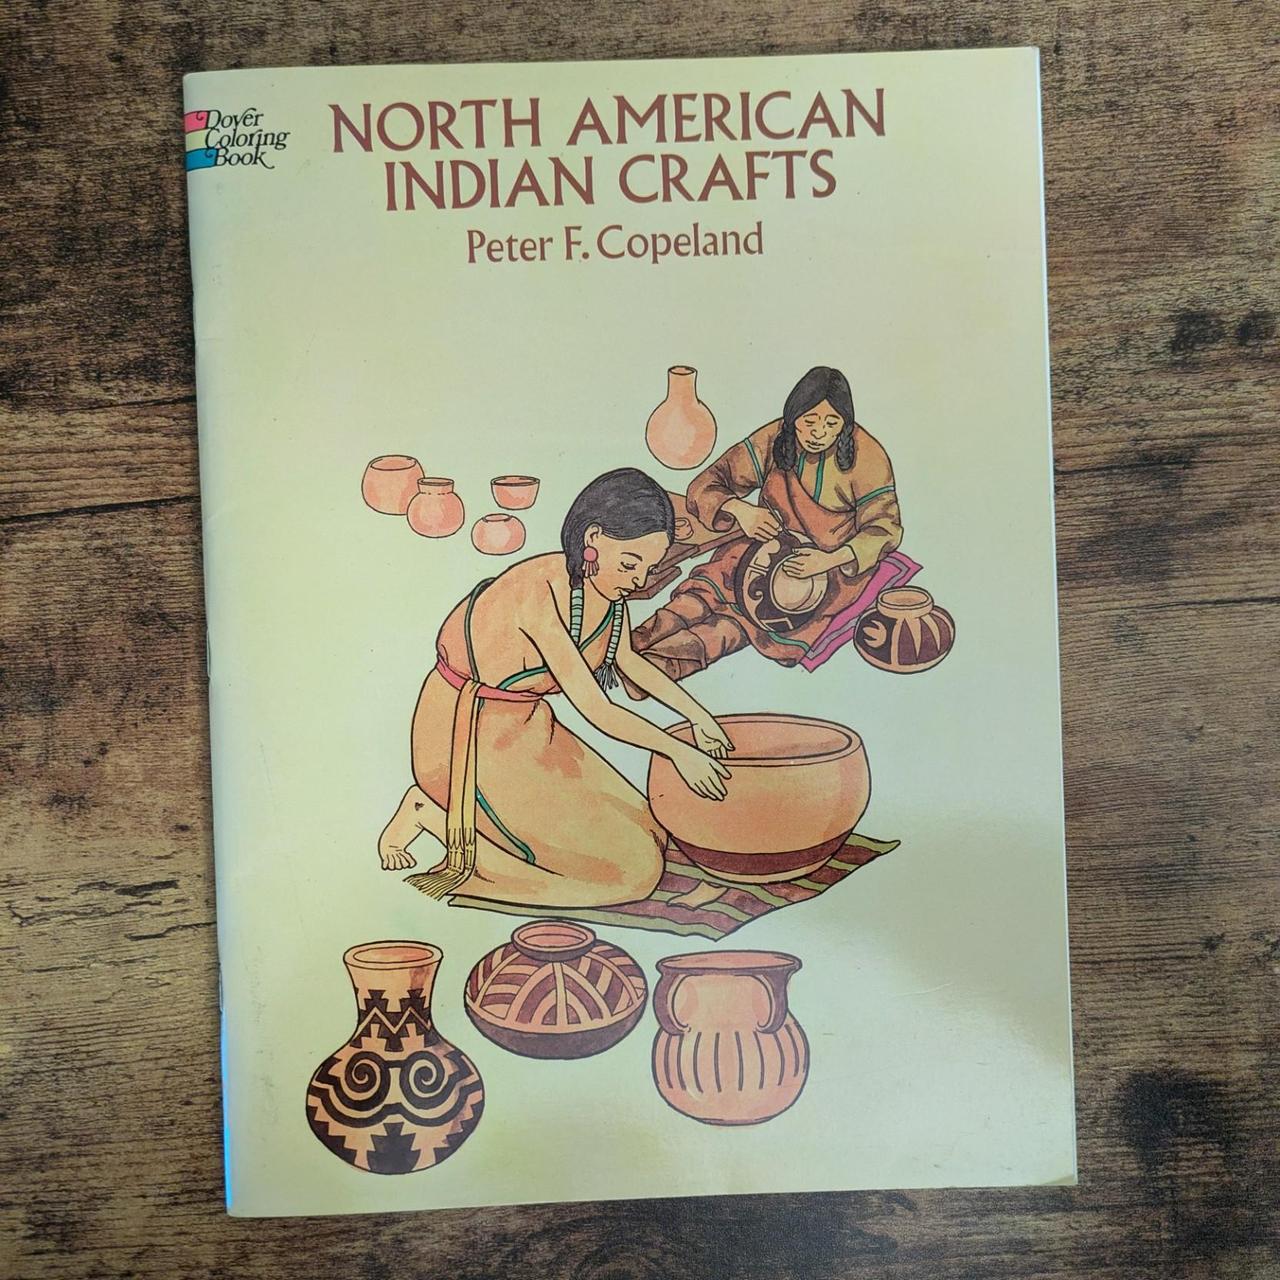 Dover
Coloring
Book
NORTH AMERICAN
INDIAN CRAFTS
Peter F. Copeland